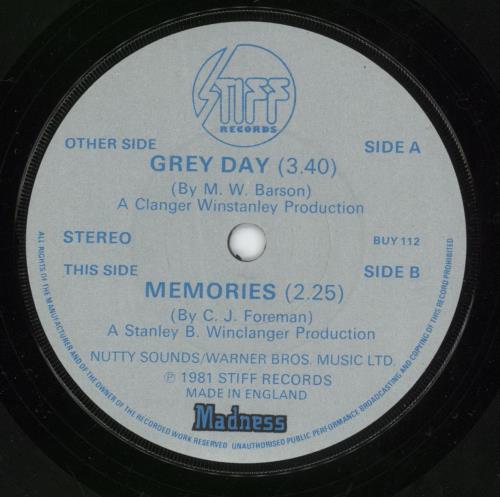 STIFF
RECORDS
OTHER SIDE SIDE A
GREY DAY (3.40)
(By M. W. Barson)
A Clanger Winstanley Production
STEREO BUY 112
THIS SIDE SIDE B
MEMORIES (2.25)
(By C. J. Foreman)
A Stanley B. Winclanger Production
NUTTY SOUNDS/WARNER BROS. MUSIC LTD.
℗ 1981 STIFF RECORDS
MADE IN ENGLAND
Madness
ALL RIGHTS OF THE MANUFACTURER AND OF THE OWNER OF THE RECORDED WORK RESERVED UNAUTHORISED PUBLIC PERFORMANCE BROADCASTING AND COPYING OF THIS RECORD PROHIBITED